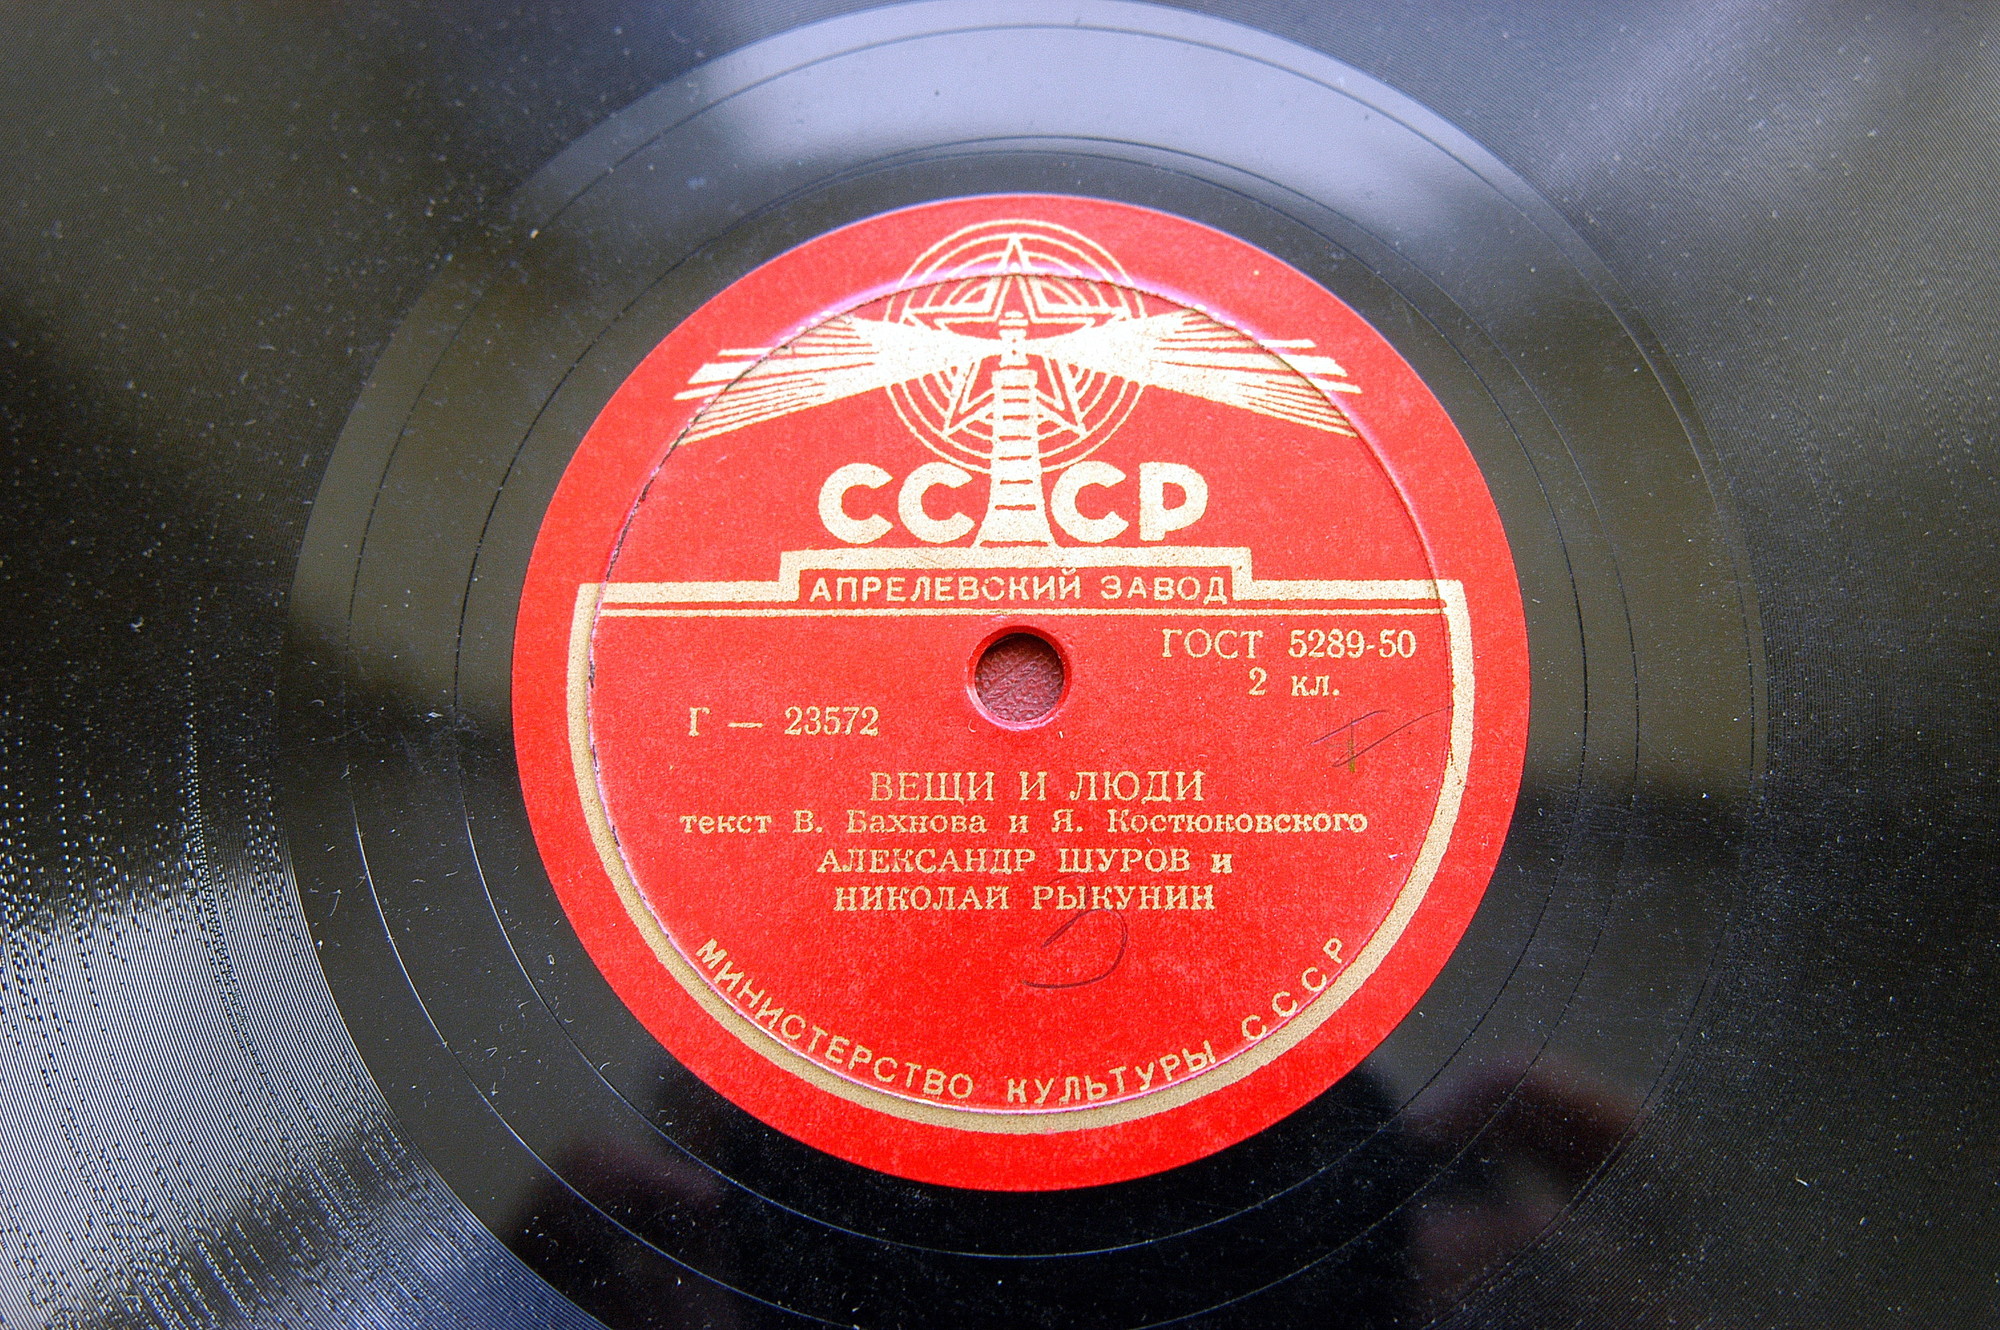 СССР
АПРЕЛЕВСКИЙ ЗАВОД
ГОСТ 5289-50
2 кл.
Г — 23572
ВЕЩИ И ЛЮДИ
текст В. Бахнова и Я. Костюковского
АЛЕКСАНДР ШУРОВ и
НИКОЛАЙ РЫКУНИН
МИНИСТЕРСТВО КУЛЬТУРЫ СССР